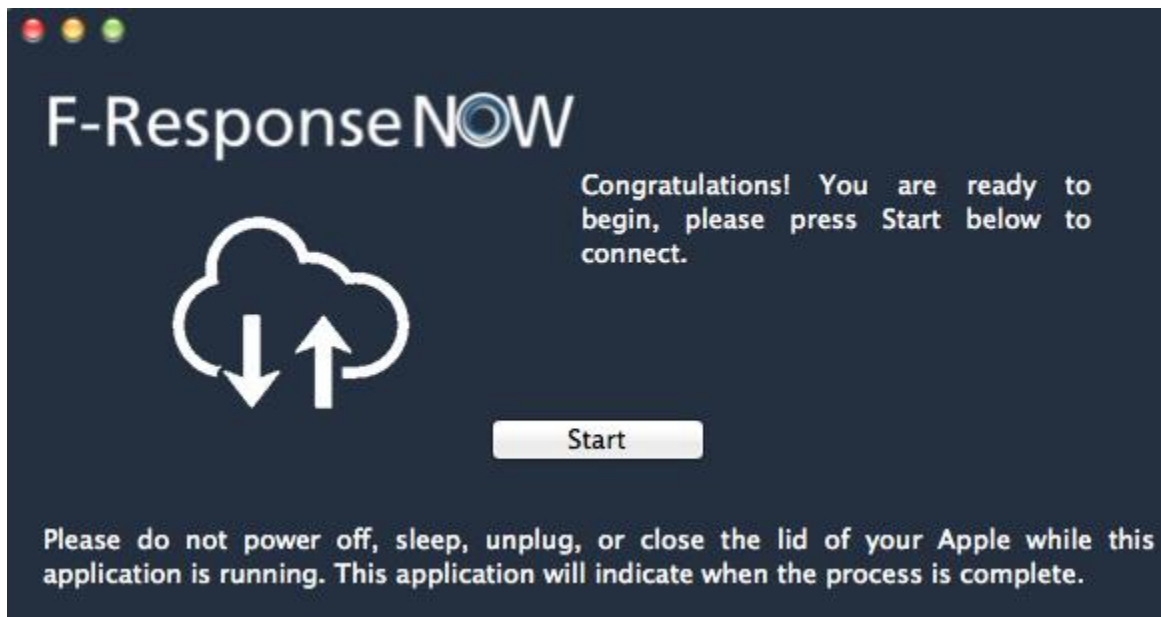 F-Response NOW
Congratulations! You are ready to
begin, please press Start below to
connect.
Start
Please do not power off, sleep, unplug, or close the lid of your Apple while this
application is running. This application will indicate when the process is complete.